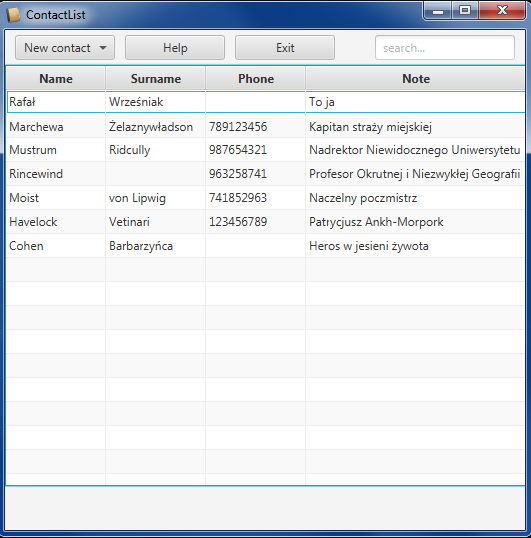 ContactList
New contact Help Exit search...
Name Surname Phone Note
Rafał Wrześniak To ja
Marchewa Żelaznywładson 789123456 Kapitan straży miejskiej
Mustrum Ridcully 987654321 Nadrektor Niewidocznego Uniwersytetu
Rincewind 963258741 Profesor Okrutnej i Niezwykłej Geografii
Moist von Lipwig 741852963 Naczelny poczmistrz
Havelock Vetinari 123456789 Patrycjusz Ankh-Morpork
Cohen Barbarzyńca Heros w jesieni żywota